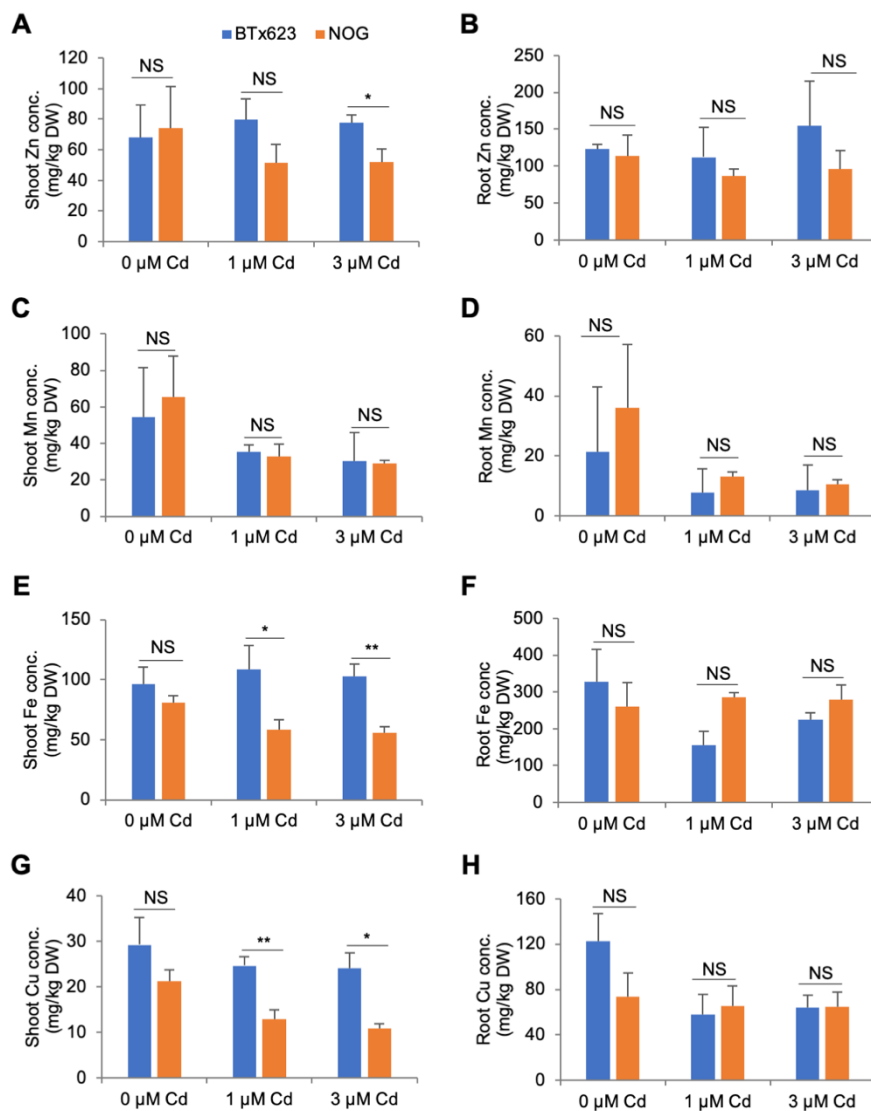 A
BTx623 NOG
Shoot Zn conc.
(mg/kg DW)
120
100
80
60
40
20
0
NS
NS
*
0 µM Cd 1 µM Cd 3 µM Cd
B
Root Zn conc.
(mg/kg DW)
250
200
150
100
50
0
NS
NS
NS
0 µM Cd 1 µM Cd 3 µM Cd
C
Shoot Mn conc.
(mg/kg DW)
100
80
60
40
20
0
NS
NS
NS
0 µM Cd 1 µM Cd 3 µM Cd
D
Root Mn conc.
(mg/kg DW)
60
40
20
0
NS
NS
NS
0 µM Cd 1 µM Cd 3 µM Cd
E
Shoot Fe conc.
(mg/kg DW)
150
100
50
0
NS
*
**
0 µM Cd 1 µM Cd 3 µM Cd
F
Root Fe conc
(mg/kg DW)
500
400
300
200
100
0
NS
NS
NS
0 µM Cd 1 µM Cd 3 µM Cd
G
Shoot Cu conc.
(mg/kg DW)
40
30
20
10
0
NS
**
*
0 µM Cd 1 µM Cd 3 µM Cd
H
Root Cu conc.
(mg/kg DW)
160
120
80
40
0
NS
NS
NS
0 µM Cd 1 µM Cd 3 µM Cd